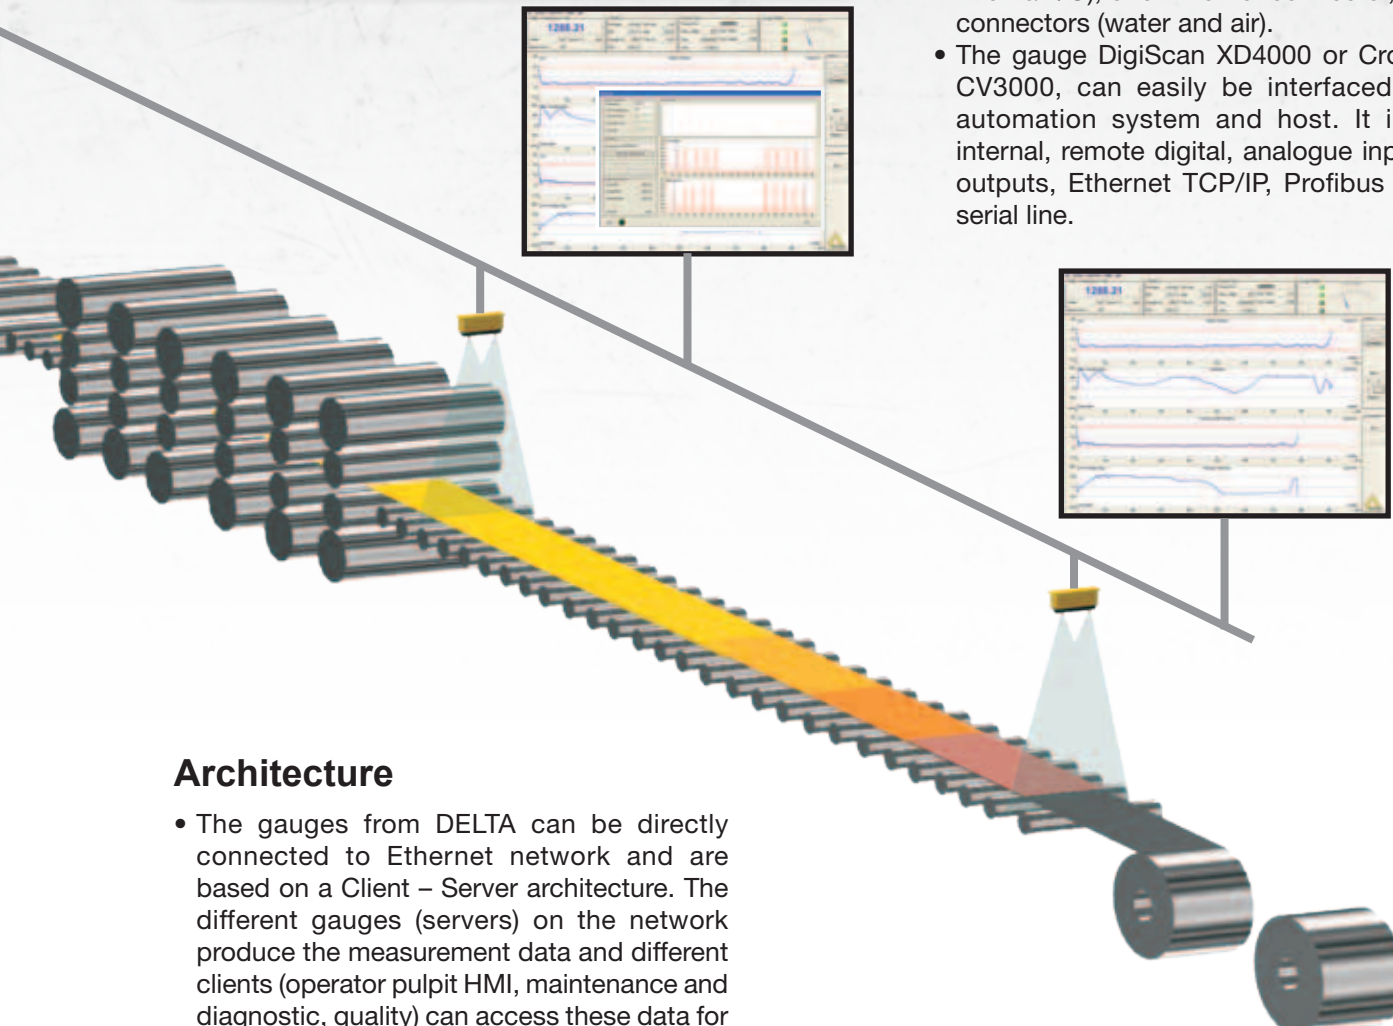 connectors (water and air).
• The gauge DigiScan XD4000 or Cro
CV3000, can easily be interfaced
automation system and host. It i
internal, remote digital, analogue inp
outputs, Ethernet TCP/IP, Profibus
serial line.
1288.21
1288.21
Architecture
• The gauges from DELTA can be directly
connected to Ethernet network and are
based on a Client – Server architecture. The
different gauges (servers) on the network
produce the measurement data and different
clients (operator pulpit HMI, maintenance and
diagnostic, quality) can access these data for